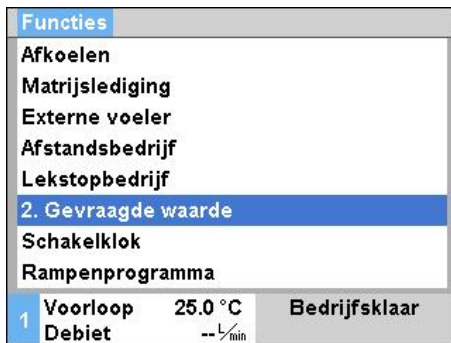 Functies
Afkoelen
Matrijslediging
Externe voeler
Afstandsbedrijf
Lekstopbedrijf
2. Gevraagde waarde
Schakelklok
Rampenprogramma
1 Voorloop 25.0 °C Bedrijfsklaar
Debiet -- L/min